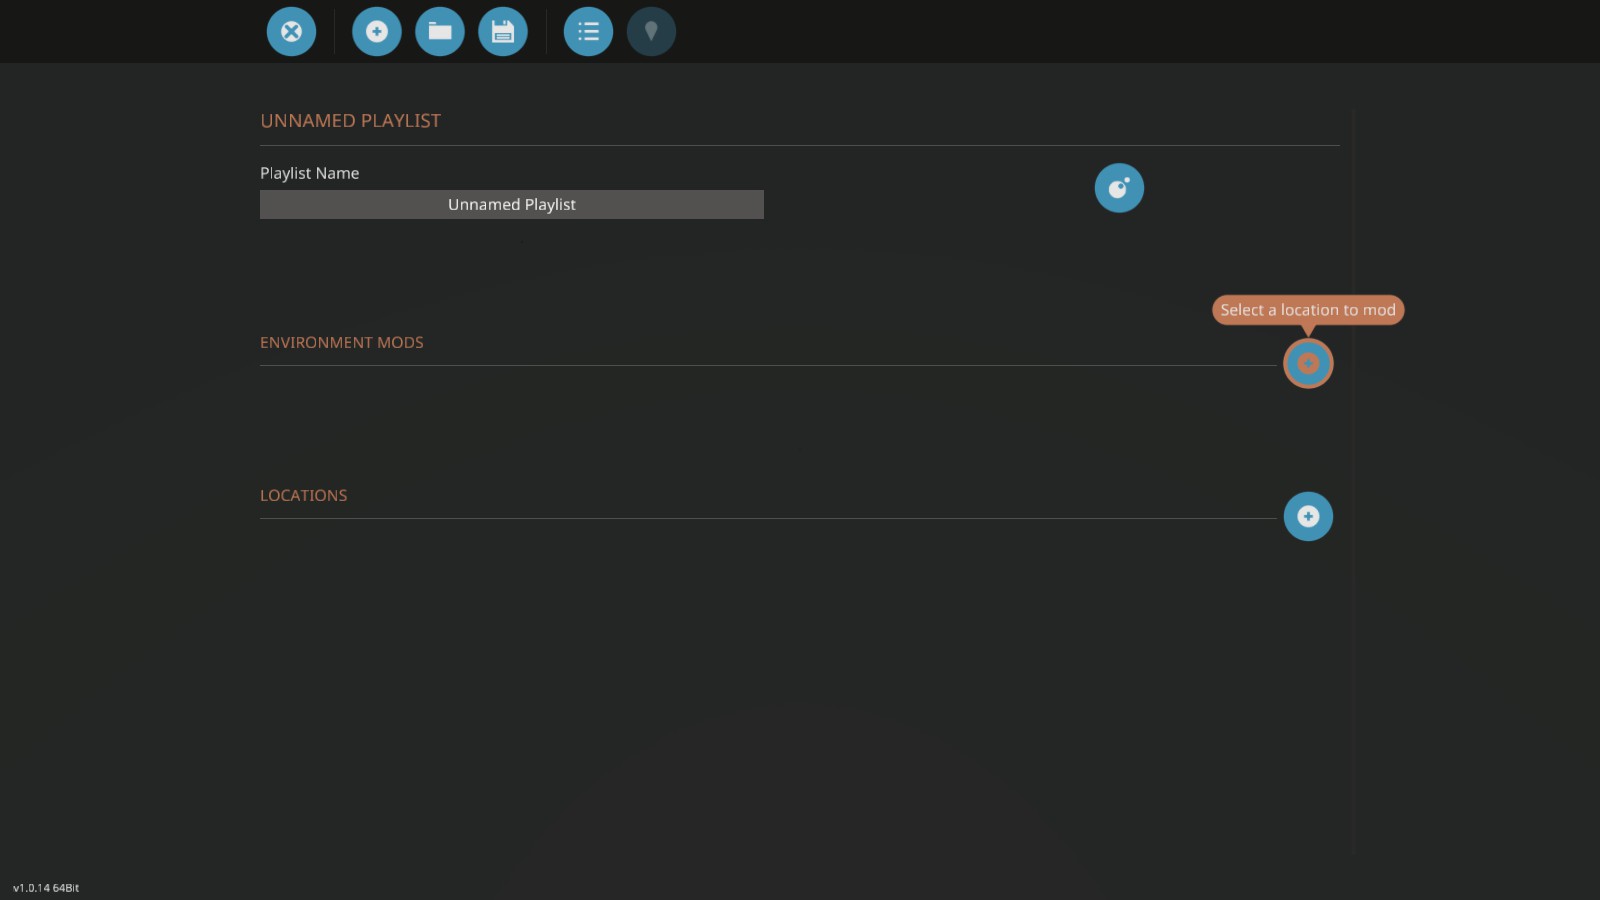 UNNAMED PLAYLIST
Playlist Name
Unnamed Playlist
Select a location to mod
ENVIRONMENT MODS
LOCATIONS
v1.0.14 64Bit